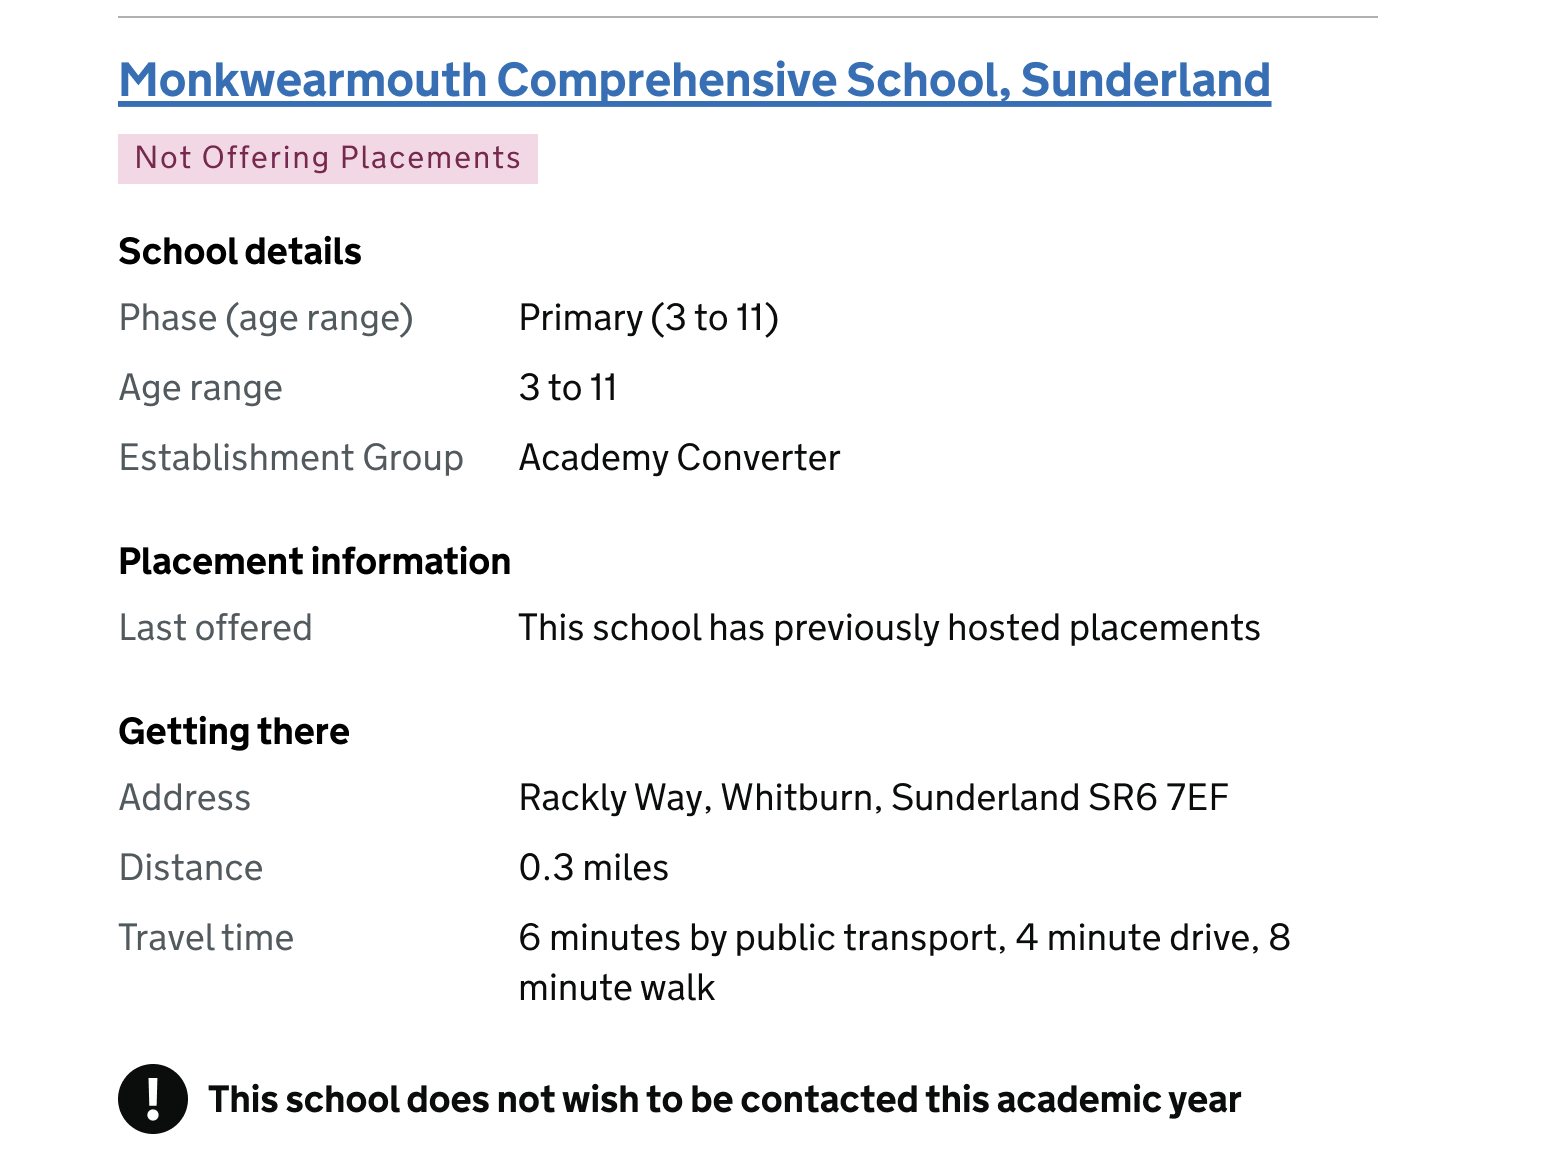 Monkwearmouth Comprehensive School, Sunderland
Not Offering Placements
School details
Phase (age range) Primary (3 to 11)
Age range 3 to 11
Establishment Group Academy Converter
Placement information
Last offered This school has previously hosted placements
Getting there
Address Rackly Way, Whitburn, Sunderland SR6 7EF
Distance 0.3 miles
Travel time 6 minutes by public transport, 4 minute drive, 8
minute walk
! This school does not wish to be contacted this academic year